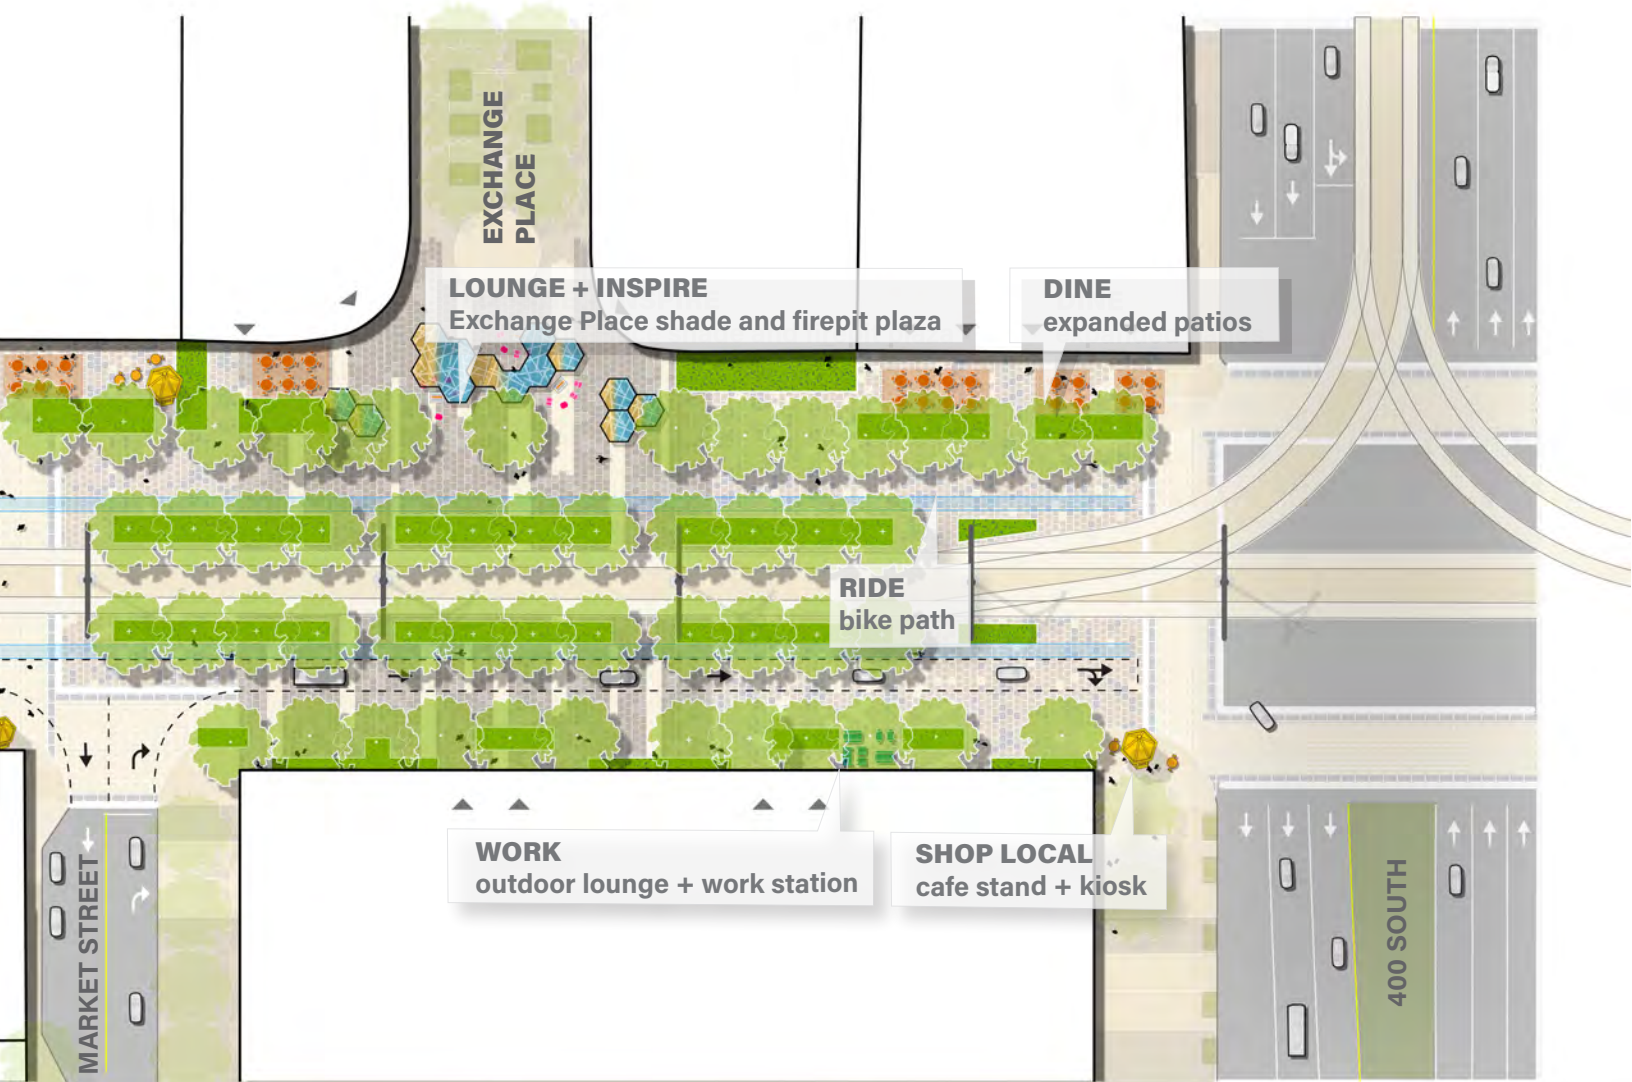 EXCHANGE
PLACE
LOUNGE + INSPIRE
Exchange Place shade and firepit plaza
DINE
expanded patios
RIDE
bike path
WORK
outdoor lounge + work station
SHOP LOCAL
cafe stand + kiosk
MARKET STREET
400 SOUTH